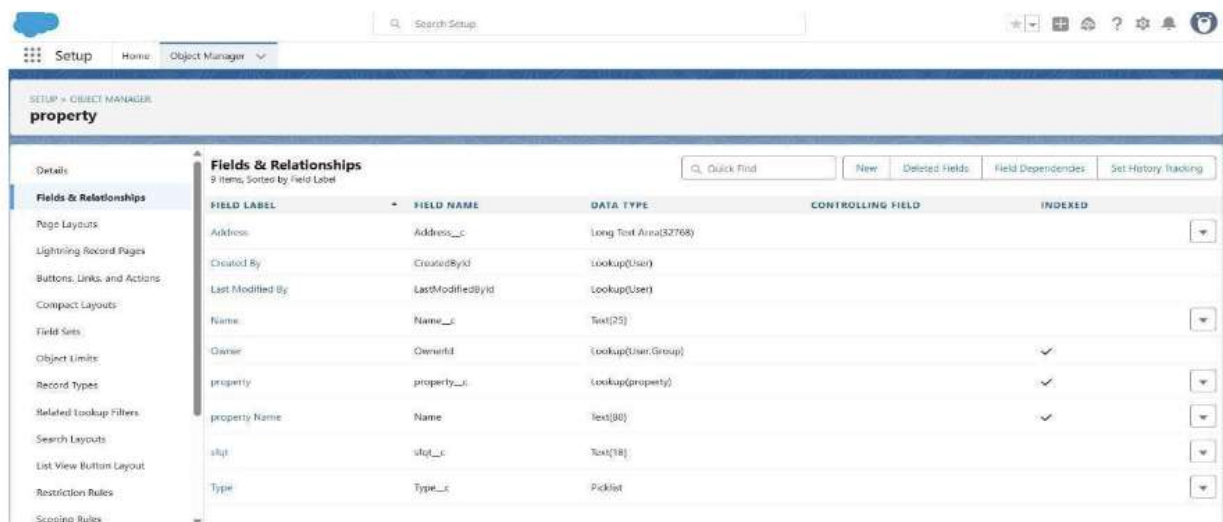 Search Setup
Setup Home Object Manager
SETUP > OBJECT MANAGER
property
Details
Fields & Relationships
Page Layouts
Lightning Record Pages
Buttons, Links, and Actions
Compact Layouts
Field Sets
Object Limits
Record Types
Related Lookup Filters
Search Layouts
List View Button Layout
Restriction Rules
Scoping Rules
Fields & Relationships
9 Items, Sorted by Field Label
Quick Find New Deleted Fields Field Dependencies Set History Tracking
FIELD LABEL FIELD NAME DATA TYPE CONTROLLING FIELD INDEXED
Address Address__c Long Text Area(32768)
Created By CreatedById Lookup(User)
Last Modified By LastModifiedById Lookup(User)
Name Name__c Text(25)
Owner OwnerId Lookup(User,Group)
property property__c Lookup(property)
property Name Name Text(80)
sfqt sfqt__c Text(18)
Type Type__c Picklist